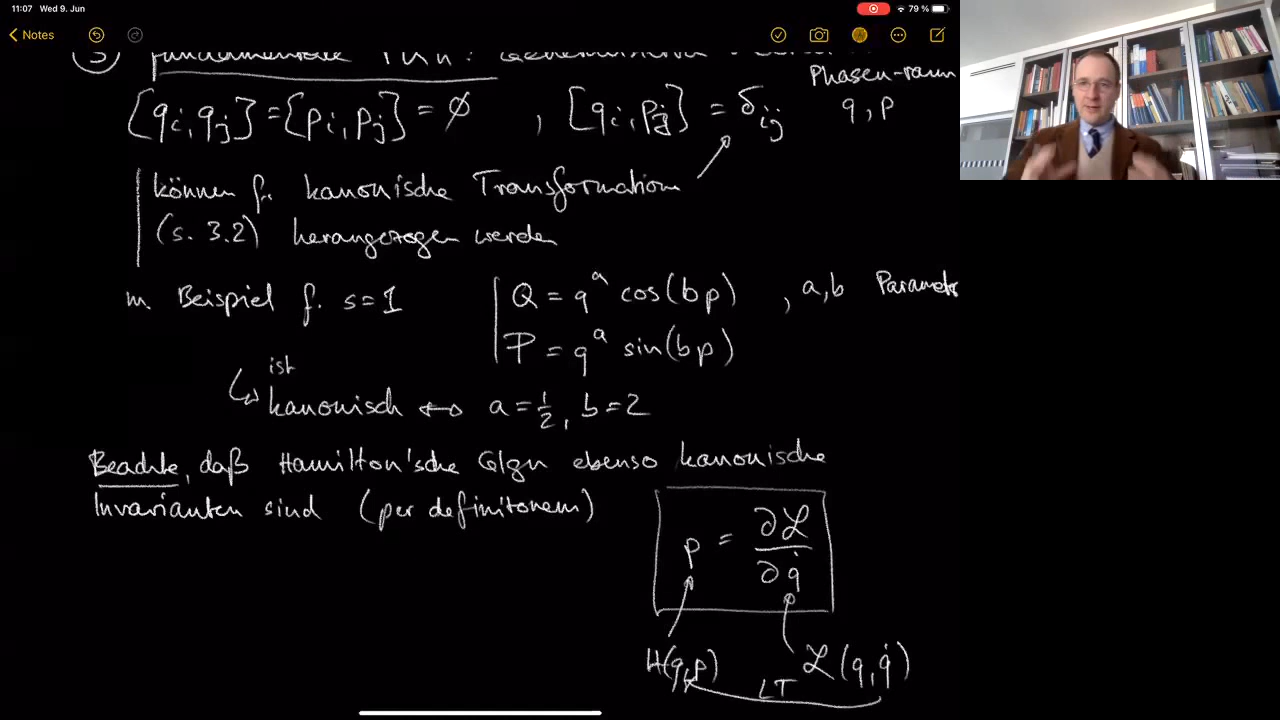 11:07 Wed 9. Jun
79 %
Notes
Phasen-raum
q, p
[qi, qj] = [pi, pj] = ∅ , [qi, pj] = δij
können f. kanonische Transformation
(s. 3.2) herangezogen werden
m. Beispiel f. s=1
Q = q^a cos(bp) , a,b Paramet
P = q^a sin(bp)
ist
kanonisch ↔ a = 1/2, b = 2
Beachte, daß Hamilton'sche Glgn ebenso kanonische
Invarianten sind (per definitonem)
p = ∂ℒ/∂q̇
H(q,p) LT ℒ(q, q̇)